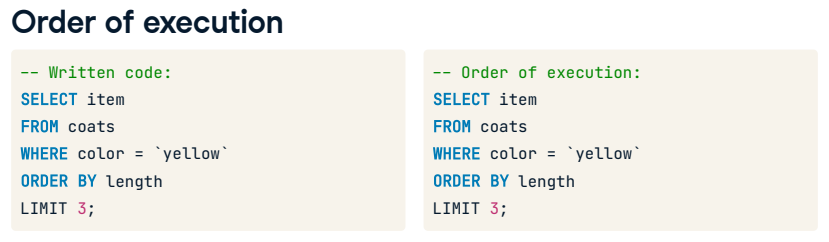 Order of execution
-- Written code:
SELECT item
FROM coats
WHERE color = `yellow`
ORDER BY length
LIMIT 3;
-- Order of execution:
SELECT item
FROM coats
WHERE color = `yellow`
ORDER BY length
LIMIT 3;